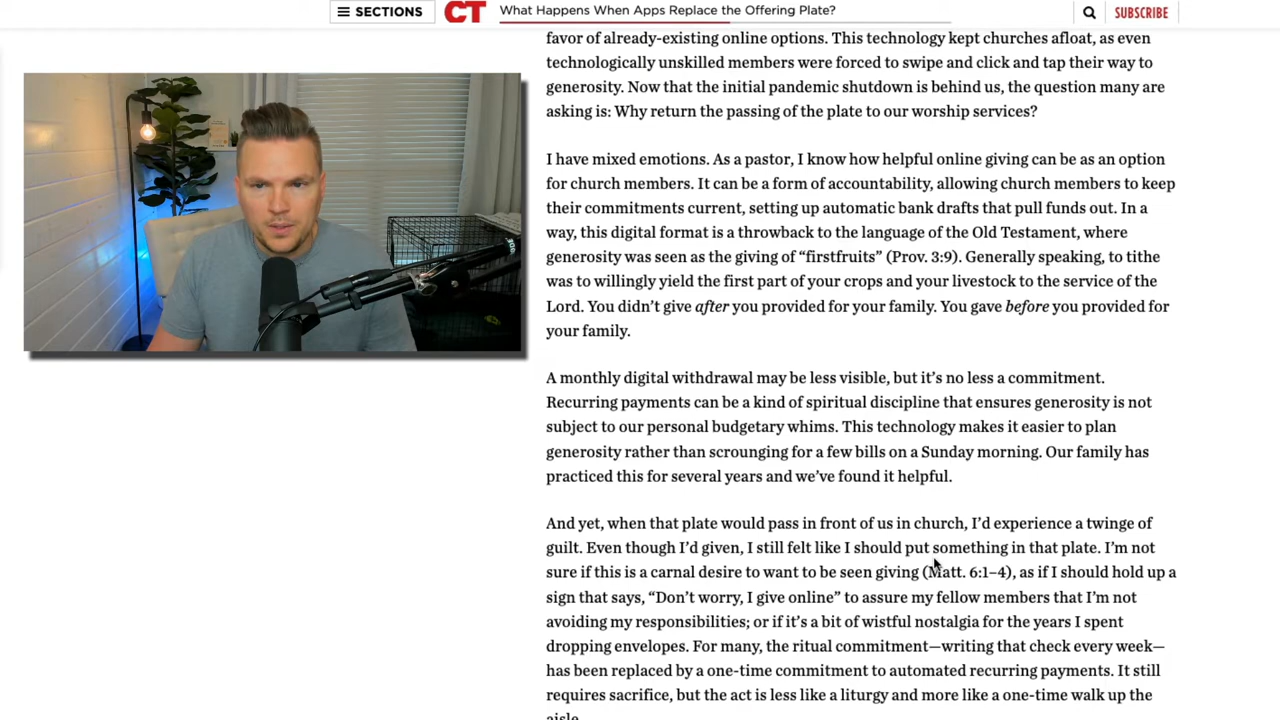 SECTIONS
CT
What Happens When Apps Replace the Offering Plate?
SUBSCRIBE
favor of already-existing online options. This technology kept churches afloat, as even
technologically unskilled members were forced to swipe and click and tap their way to
generosity. Now that the initial pandemic shutdown is behind us, the question many are
asking is: Why return the passing of the plate to our worship services?
I have mixed emotions. As a pastor, I know how helpful online giving can be as an option
for church members. It can be a form of accountability, allowing church members to keep
their commitments current, setting up automatic bank drafts that pull funds out. In a
way, this digital format is a throwback to the language of the Old Testament, where
generosity was seen as the giving of “firstfruits” (Prov. 3:9). Generally speaking, to tithe
was to willingly yield the first part of your crops and your livestock to the service of the
Lord. You didn’t give after you provided for your family. You gave before you provided for
your family.
A monthly digital withdrawal may be less visible, but it’s no less a commitment.
Recurring payments can be a kind of spiritual discipline that ensures generosity is not
subject to our personal budgetary whims. This technology makes it easier to plan
generosity rather than scrounging for a few bills on a Sunday morning. Our family has
practiced this for several years and we’ve found it helpful.
And yet, when that plate would pass in front of us in church, I’d experience a twinge of
guilt. Even though I’d given, I still felt like I should put something in that plate. I’m not
sure if this is a carnal desire to want to be seen giving (Matt. 6:1–4), as if I should hold up a
sign that says, “Don’t worry, I give online” to assure my fellow members that I’m not
avoiding my responsibilities; or if it’s a bit of wistful nostalgia for the years I spent
dropping envelopes. For many, the ritual commitment—writing that check every week—
has been replaced by a one-time commitment to automated recurring payments. It still
requires sacrifice, but the act is less like a liturgy and more like a one-time walk up the
aisle.